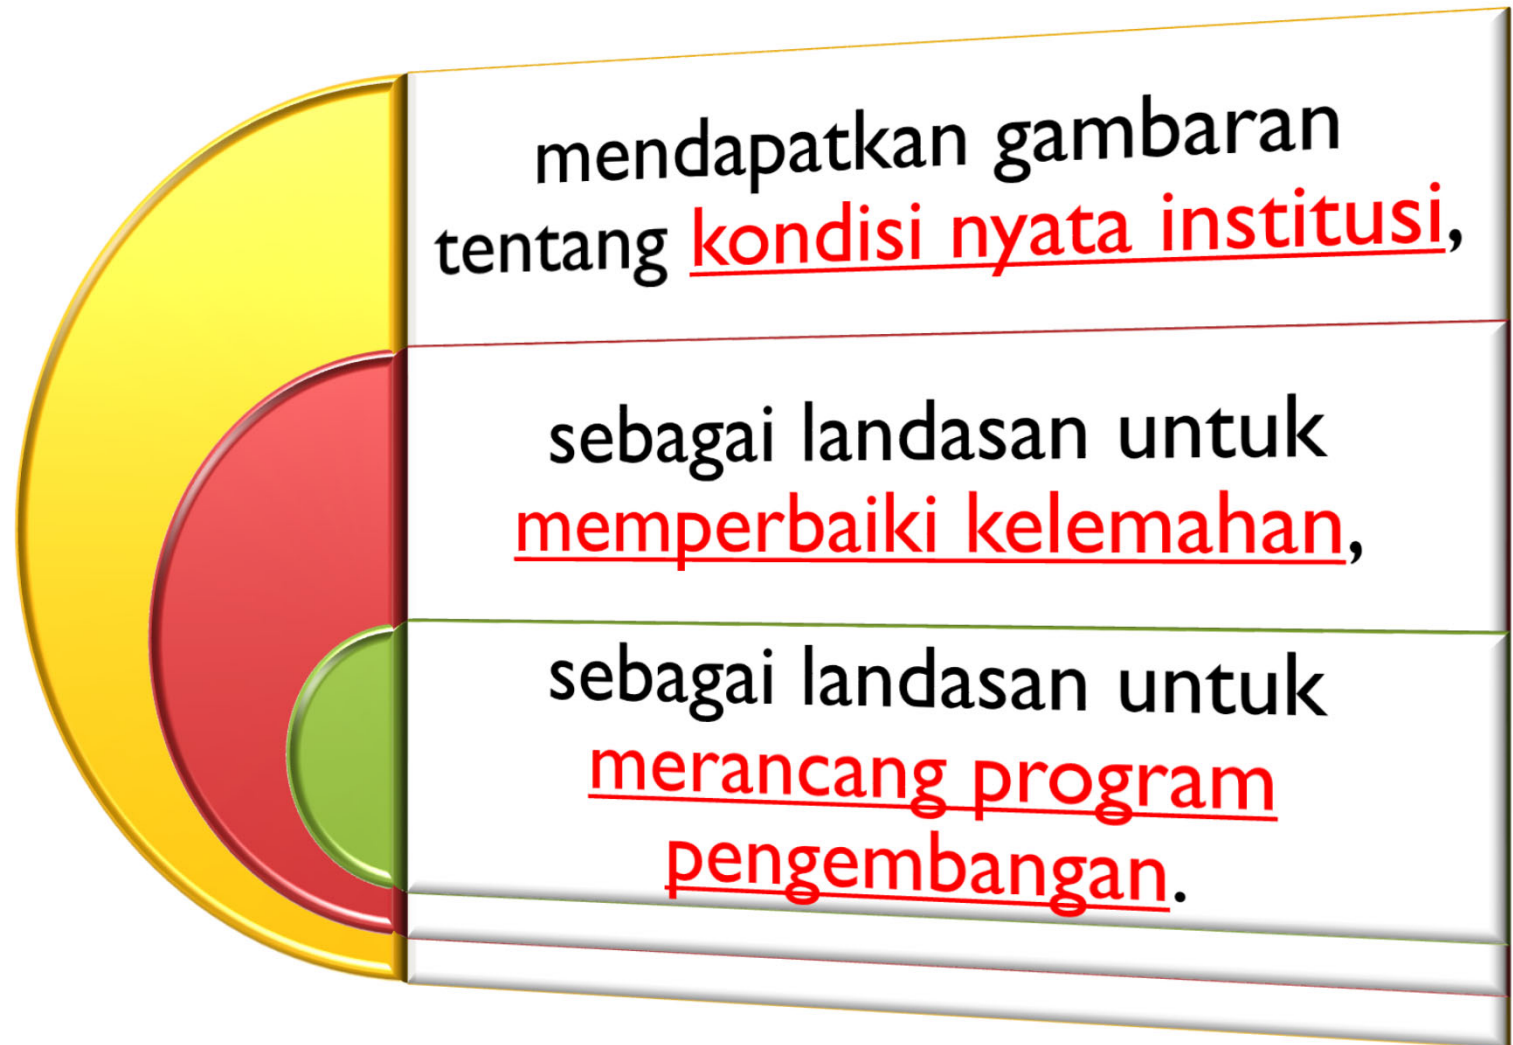 mendapatkan gambaran
tentang kondisi nyata institusi,
sebagai landasan untuk
memperbaiki kelemahan,
sebagai landasan untuk
merancang program
pengembangan.